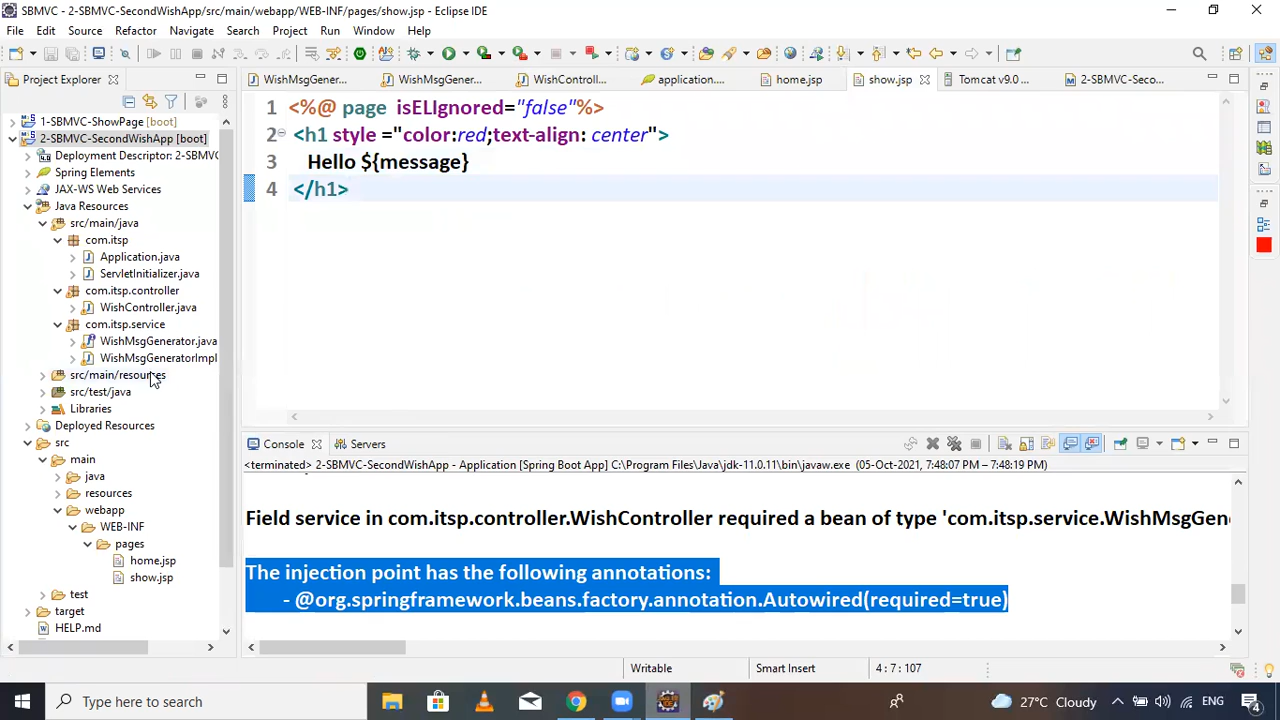 SBMVC - 2-SBMVC-SecondWishApp/src/main/webapp/WEB-INF/pages/show.jsp - Eclipse IDE
File Edit Source Refactor Navigate Search Project Run Window Help
Project Explorer
WishMsgGener...
WishMsgGener...
WishControll...
application....
home.jsp
show.jsp
Tomcat v9.0 ...
2-SBMVC-Seco...
1-SBMVC-ShowPage [boot]
2-SBMVC-SecondWishApp [boot]
Deployment Descriptor: 2-SBMVC
Spring Elements
JAX-WS Web Services
Java Resources
src/main/java
com.itsp
Application.java
ServletInitializer.java
com.itsp.controller
WishController.java
com.itsp.service
WishMsgGenerator.java
WishMsgGeneratorImpl
src/main/resources
src/test/java
Libraries
Deployed Resources
src
main
java
resources
webapp
WEB-INF
pages
home.jsp
show.jsp
test
target
HELP.md
1 <%@ page isELIgnored="false"%>
2 <h1 style ="color:red;text-align: center">
3 Hello ${message}
4 </h1>
Console Servers
<terminated> 2-SBMVC-SecondWishApp - Application [Spring Boot App] C:\Program Files\Java\jdk-11.0.11\bin\javaw.exe (05-Oct-2021, 7:48:07 PM – 7:48:19 PM)
Field service in com.itsp.controller.WishController required a bean of type 'com.itsp.service.WishMsgGene
The injection point has the following annotations:
- @org.springframework.beans.factory.annotation.Autowired(required=true)
Writable Smart Insert 4 : 7 : 107
Type here to search
27°C Cloudy
ENG
4